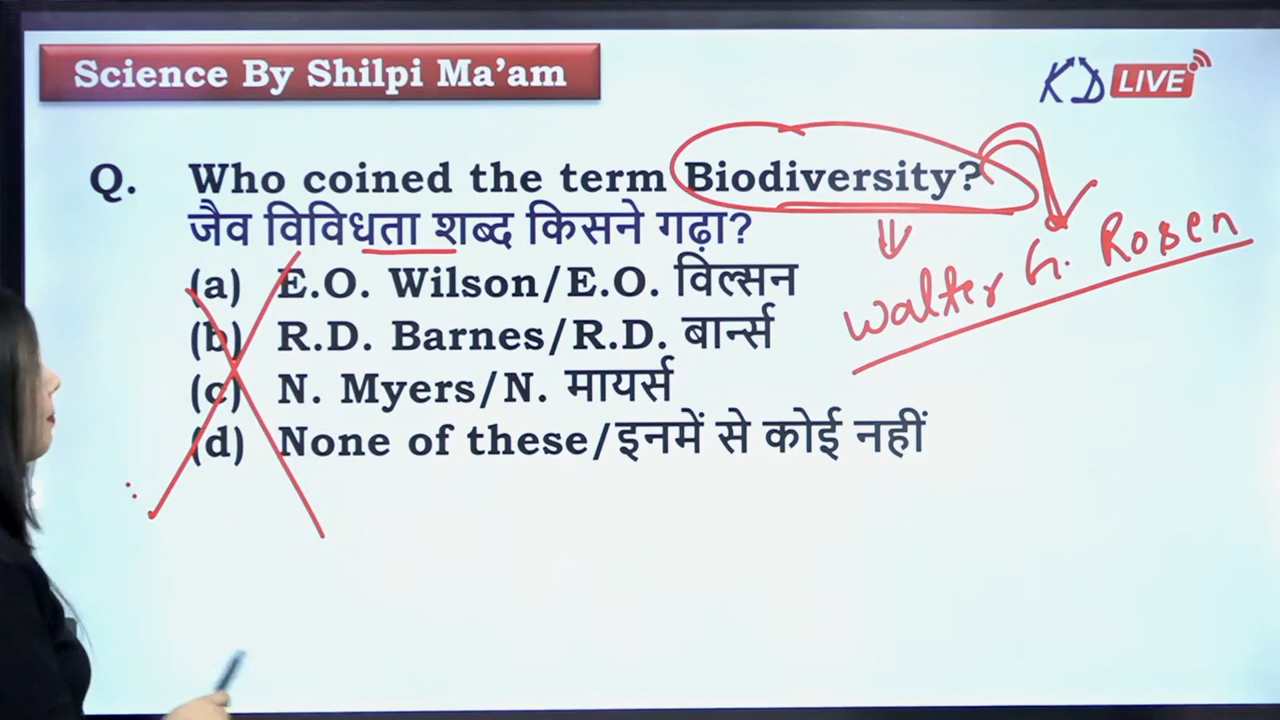 Science By Shilpi Ma'am
KD LIVE
Q. Who coined the term Biodiversity?
जैव विविधता शब्द किसने गढ़ा?
(a) E.O. Wilson/E.O. विल्सन
(b) R.D. Barnes/R.D. बार्न्स
(c) N. Myers/N. मायर्स
(d) None of these/इनमें से कोई नहीं
Walter G. Rosen